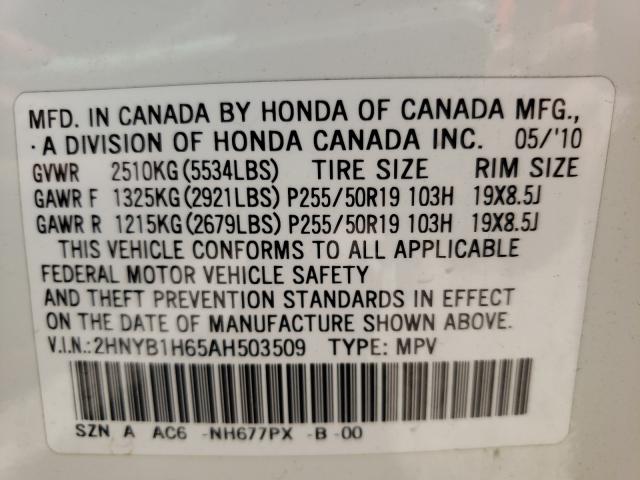 MFD. IN CANADA BY HONDA OF CANADA MFG.,
A DIVISION OF HONDA CANADA INC. 05/'10
GVWR 2510KG(5534LBS) TIRE SIZE RIM SIZE
GAWR F 1325KG(2921LBS) P255/50R19 103H 19X8.5J
GAWR R 1215KG(2679LBS) P255/50R19 103H 19X8.5J
THIS VEHICLE CONFORMS TO ALL APPLICABLE
FEDERAL MOTOR VEHICLE SAFETY
AND THEFT PREVENTION STANDARDS IN EFFECT
ON THE DATE OF MANUFACTURE SHOWN ABOVE.
V.I.N.:2HNYB1H65AH503509 TYPE: MPV
SZN A AC6 -NH677PX -B -00